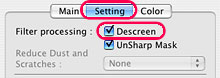 Main Setting Color
Filter processing : Descreen
UnSharp Mask
Reduce Dust and
Scratches : None